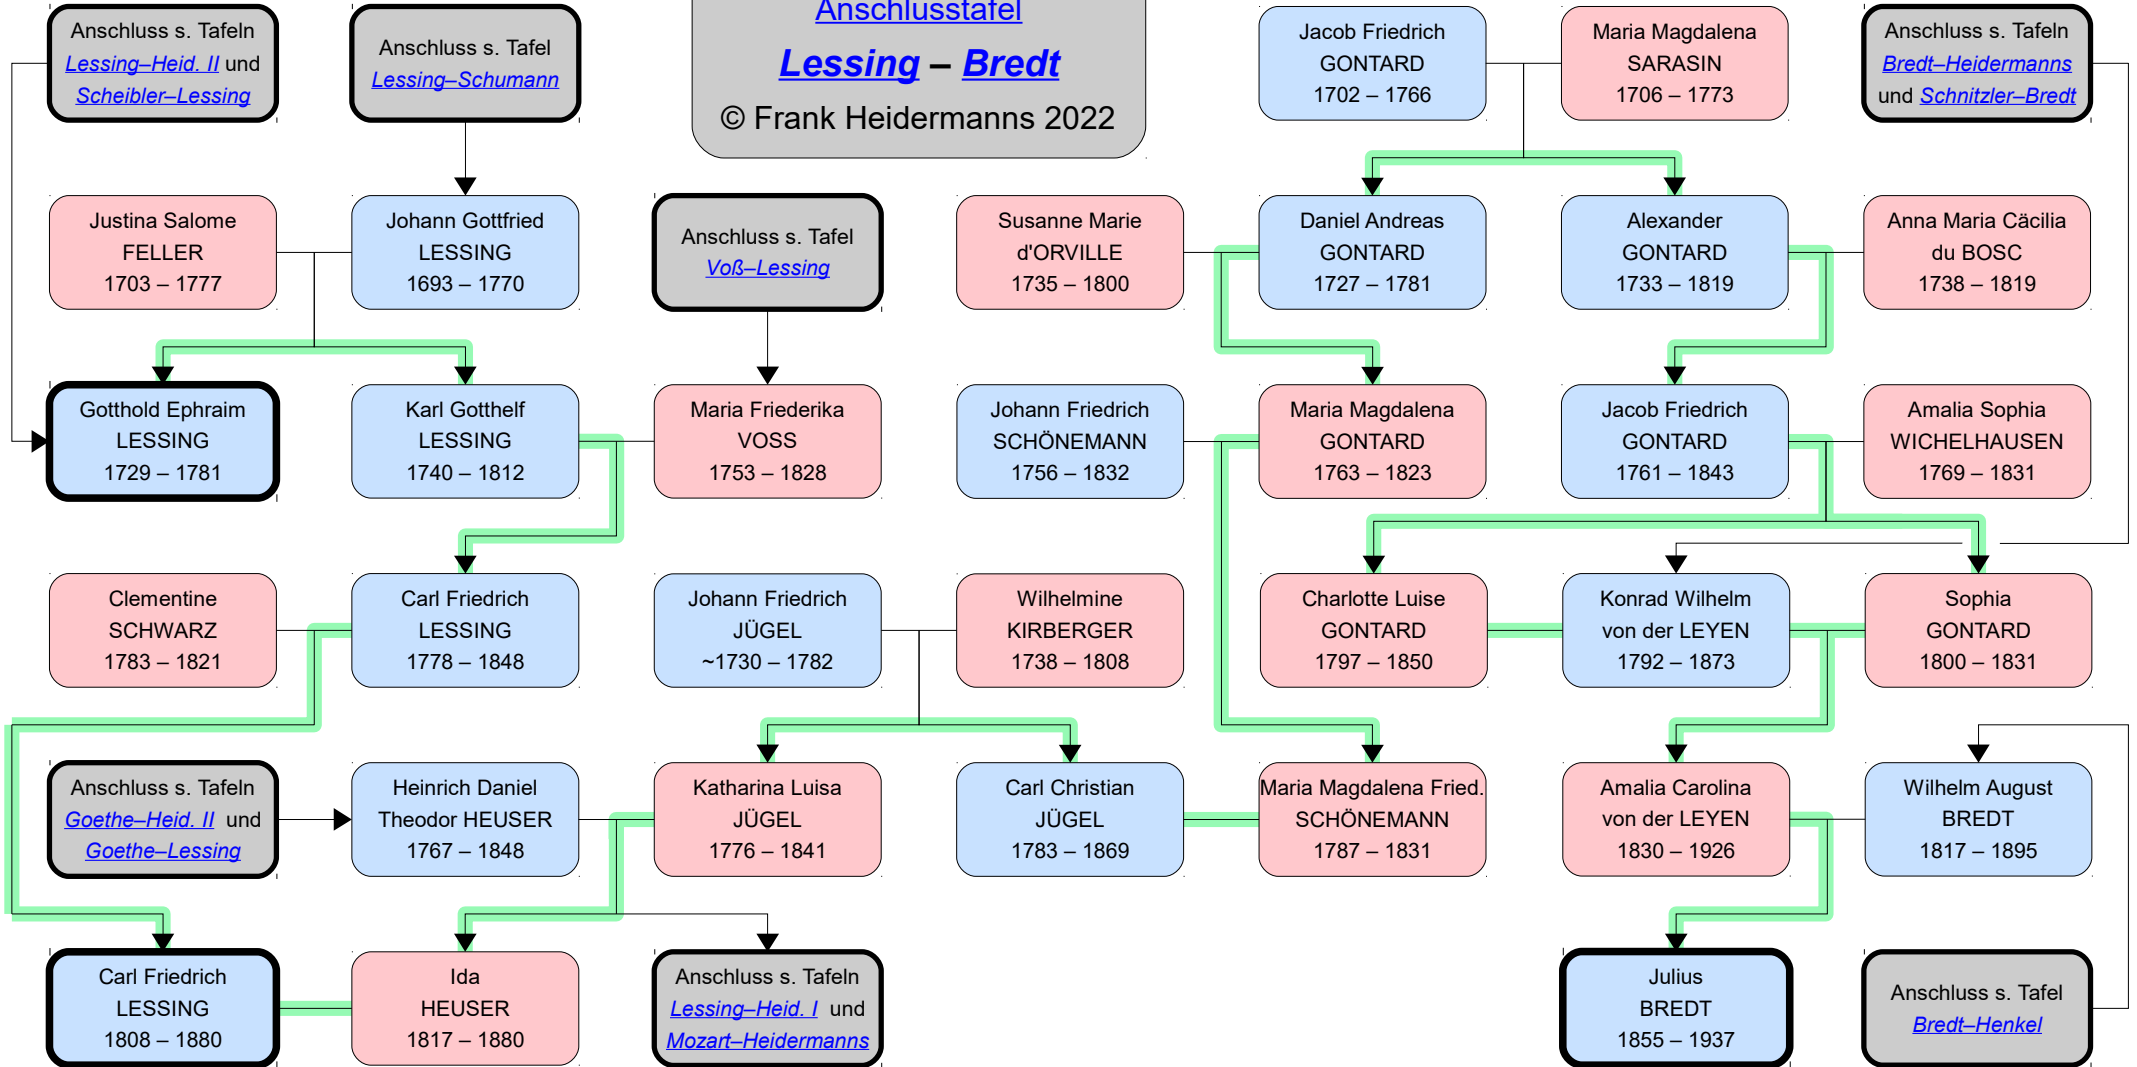 Anschluss s. Tafeln
Lessing–Heid. II und
Scheibler–Lessing
Anschluss s. Tafel
Lessing–Schumann
Anschlusstafel
Lessing – Bredt
© Frank Heidermanns 2022
Jacob Friedrich
GONTARD
1702 – 1766
Maria Magdalena
SARASIN
1706 – 1773
Anschluss s. Tafeln
Bredt–Heidermanns
und Schnitzler–Bredt
Justina Salome
FELLER
1703 – 1777
Johann Gottfried
LESSING
1693 – 1770
Anschluss s. Tafel
Voß–Lessing
Susanne Marie
d'ORVILLE
1735 – 1800
Daniel Andreas
GONTARD
1727 – 1781
Alexander
GONTARD
1733 – 1819
Anna Maria Cäcilia
du BOSC
1738 – 1819
Gotthold Ephraim
LESSING
1729 – 1781
Karl Gotthelf
LESSING
1740 – 1812
Maria Friederika
VOSS
1753 – 1828
Johann Friedrich
SCHÖNEMANN
1756 – 1832
Maria Magdalena
GONTARD
1763 – 1823
Jacob Friedrich
GONTARD
1761 – 1843
Amalia Sophia
WICHELHAUSEN
1769 – 1831
Clementine
SCHWARZ
1783 – 1821
Carl Friedrich
LESSING
1778 – 1848
Johann Friedrich
JÜGEL
~1730 – 1782
Wilhelmine
KIRBERGER
1738 – 1808
Charlotte Luise
GONTARD
1797 – 1850
Konrad Wilhelm
von der LEYEN
1792 – 1873
Sophia
GONTARD
1800 – 1831
Anschluss s. Tafeln
Goethe–Heid. II und
Goethe–Lessing
Heinrich Daniel
Theodor HEUSER
1767 – 1848
Katharina Luisa
JÜGEL
1776 – 1841
Carl Christian
JÜGEL
1783 – 1869
Maria Magdalena Fried.
SCHÖNEMANN
1787 – 1831
Amalia Carolina
von der LEYEN
1830 – 1926
Wilhelm August
BREDT
1817 – 1895
Carl Friedrich
LESSING
1808 – 1880
Ida
HEUSER
1817 – 1880
Anschluss s. Tafeln
Lessing–Heid. I und
Mozart–Heidermanns
Julius
BREDT
1855 – 1937
Anschluss s. Tafel
Bredt–Henkel